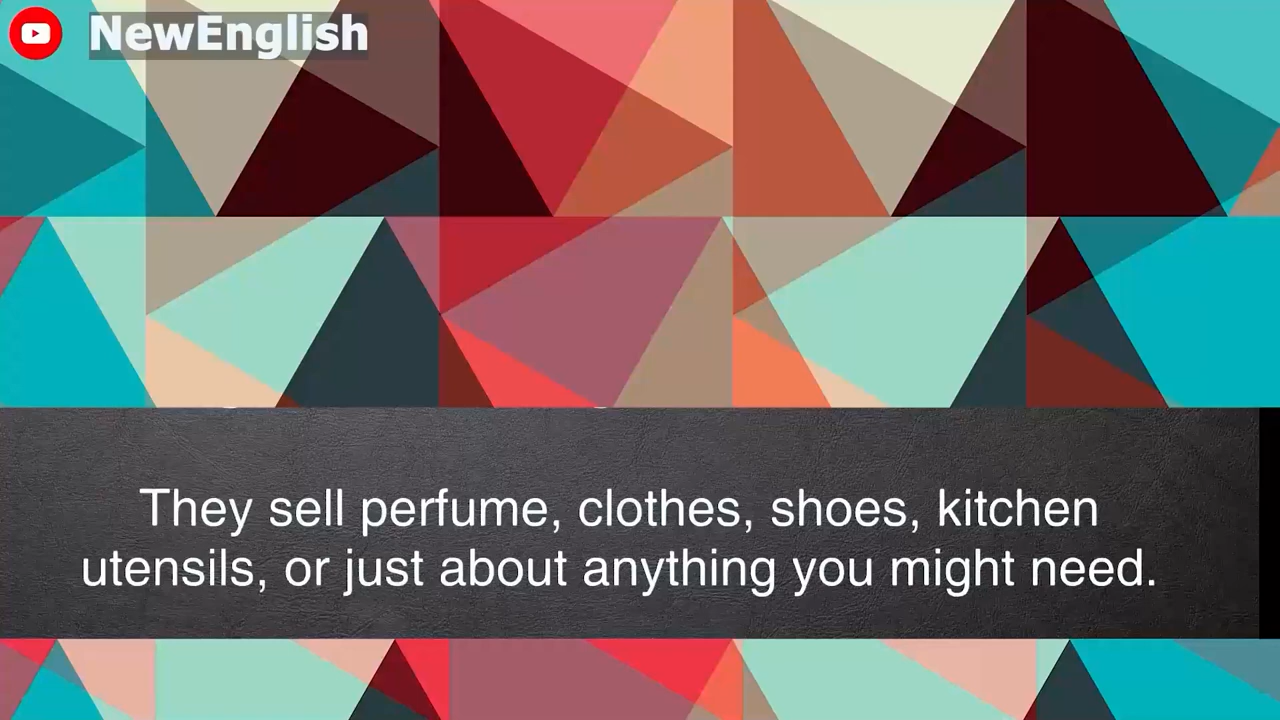 NewEnglish
They sell perfume, clothes, shoes, kitchen
utensils, or just about anything you might need.